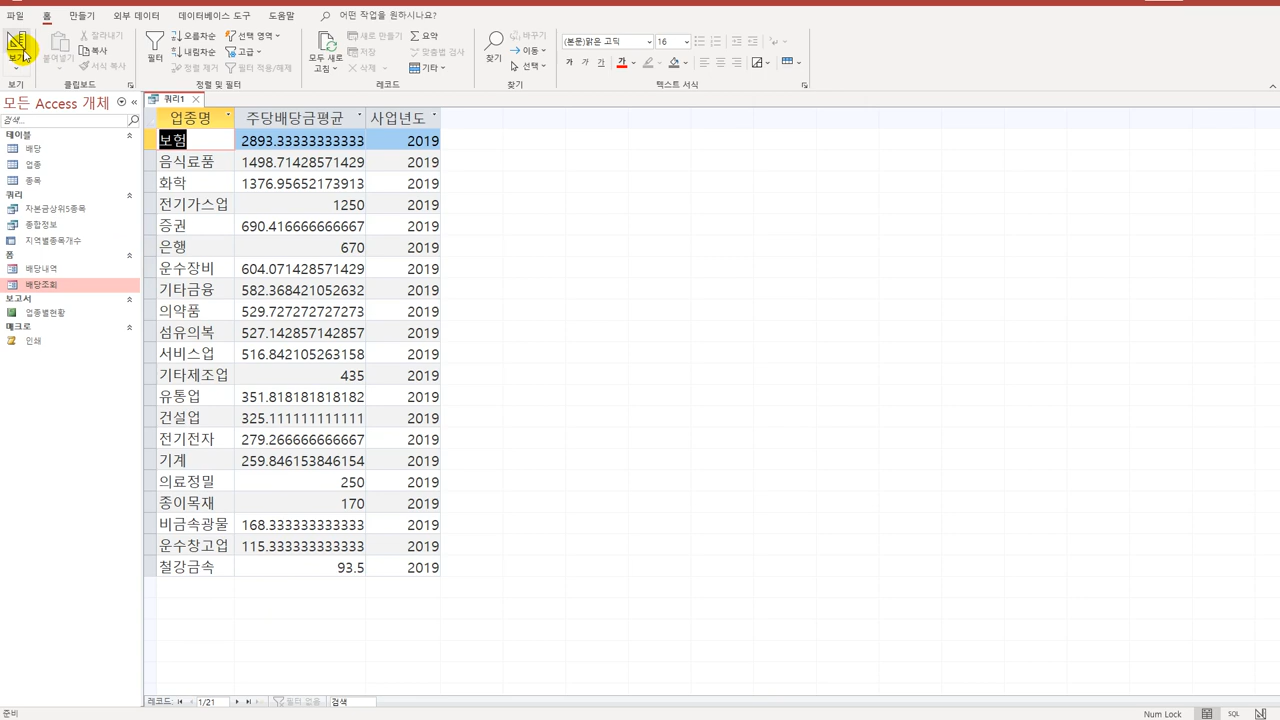 파일 홈 만들기 외부 데이터 데이터베이스 도구 도움말 어떤 작업을 원하시나요?
보기 붙여넣기 잘라내기 복사 서식 복사 필터 오름차순 내림차순 정렬 제거 선택 영역 고급 필터 적용/해제 모두 새로 고침 새로 만들기 저장 삭제 요약 맞춤법 검사 기타 찾기 바꾸기 이동 선택 (본문)맑은 고딕 16 가 가 가 가
보기 클립보드 정렬 및 필터 레코드 찾기 텍스트 서식
모든 Access 개체
검색...
테이블
배당
업종
종목
쿼리
자본금상위5종목
종합정보
지역별종목개수
폼
배당내역
배당조회
보고서
업종별현황
매크로
인쇄
쿼리1
업종명 주당배당금평균 사업년도
보험 2893.33333333333 2019
음식료품 1498.71428571429 2019
화학 1376.95652173913 2019
전기가스업 1250 2019
증권 690.416666666667 2019
은행 670 2019
운수장비 604.071428571429 2019
기타금융 582.368421052632 2019
의약품 529.727272727273 2019
섬유의복 527.142857142857 2019
서비스업 516.842105263158 2019
기타제조업 435 2019
유통업 351.818181818182 2019
건설업 325.111111111111 2019
전기전자 279.266666666667 2019
기계 259.846153846154 2019
의료정밀 250 2019
종이목재 170 2019
비금속광물 168.333333333333 2019
운수창고업 115.333333333333 2019
철강금속 93.5 2019
레코드: 1/21 필터 없음 검색
준비 Num Lock SQL